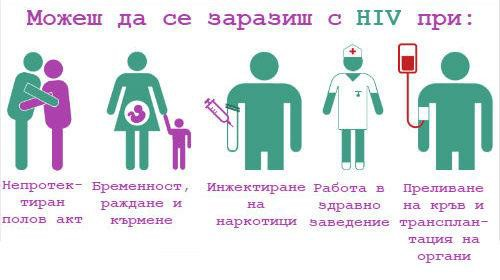 Можеш да се заразиш с HIV при:
Непротек-
тиран
полов акт
Бременност,
раждане и
кърмене
Инжектиране
на
наркотици
Работа в
здравно
заведение
Преливане
на кръв и
трансплан-
тация на
органи